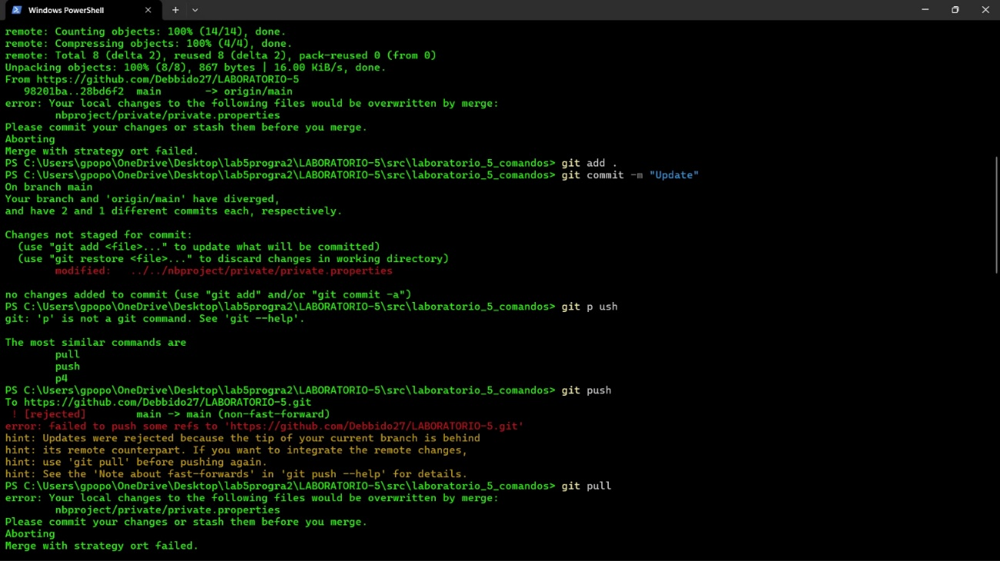 Windows PowerShell
remote: Counting objects: 100% (14/14), done.
remote: Compressing objects: 100% (4/4), done.
remote: Total 8 (delta 2), reused 8 (delta 2), pack-reused 0 (from 0)
Unpacking objects: 100% (8/8), 867 bytes | 16.00 KiB/s, done.
From https://github.com/Debbido27/LABORATORIO-5
   98201ba..28bd6f2  main       -> origin/main
error: Your local changes to the following files would be overwritten by merge:
        nbproject/private/private.properties
Please commit your changes or stash them before you merge.
Aborting
Merge with strategy ort failed.
PS C:\Users\gpopo\OneDrive\Desktop\lab5progra2\LABORATORIO-5\src\laboratorio_5_comandos> git add .
PS C:\Users\gpopo\OneDrive\Desktop\lab5progra2\LABORATORIO-5\src\laboratorio_5_comandos> git commit -m "Update"
On branch main
Your branch and 'origin/main' have diverged,
and have 2 and 1 different commits each, respectively.
Changes not staged for commit:
  (use "git add <file>..." to update what will be committed)
  (use "git restore <file>..." to discard changes in working directory)
        modified:   ../../nbproject/private/private.properties
no changes added to commit (use "git add" and/or "git commit -a")
PS C:\Users\gpopo\OneDrive\Desktop\lab5progra2\LABORATORIO-5\src\laboratorio_5_comandos> git p ush
git: 'p' is not a git command. See 'git --help'.
The most similar commands are
        pull
        push
        p4
PS C:\Users\gpopo\OneDrive\Desktop\lab5progra2\LABORATORIO-5\src\laboratorio_5_comandos> git push
To https://github.com/Debbido27/LABORATORIO-5.git
 ! [rejected]        main -> main (non-fast-forward)
error: failed to push some refs to 'https://github.com/Debbido27/LABORATORIO-5.git'
hint: Updates were rejected because the tip of your current branch is behind
hint: its remote counterpart. If you want to integrate the remote changes,
hint: use 'git pull' before pushing again.
hint: See the 'Note about fast-forwards' in 'git push --help' for details.
PS C:\Users\gpopo\OneDrive\Desktop\lab5progra2\LABORATORIO-5\src\laboratorio_5_comandos> git pull
error: Your local changes to the following files would be overwritten by merge:
        nbproject/private/private.properties
Please commit your changes or stash them before you merge.
Aborting
Merge with strategy ort failed.